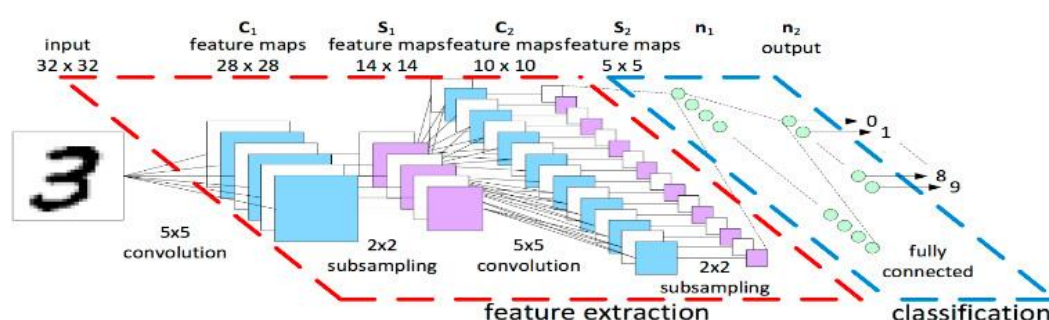 input
32 x 32
C1
feature maps
28 x 28
S1
feature maps
14 x 14
C2
feature maps
10 x 10
S2
feature maps
5 x 5
n1
n2
output
0
1
8
9
3
5x5
convolution
2x2
subsampling
5x5
convolution
2x2
subsampling
fully
connected
feature extraction
classification